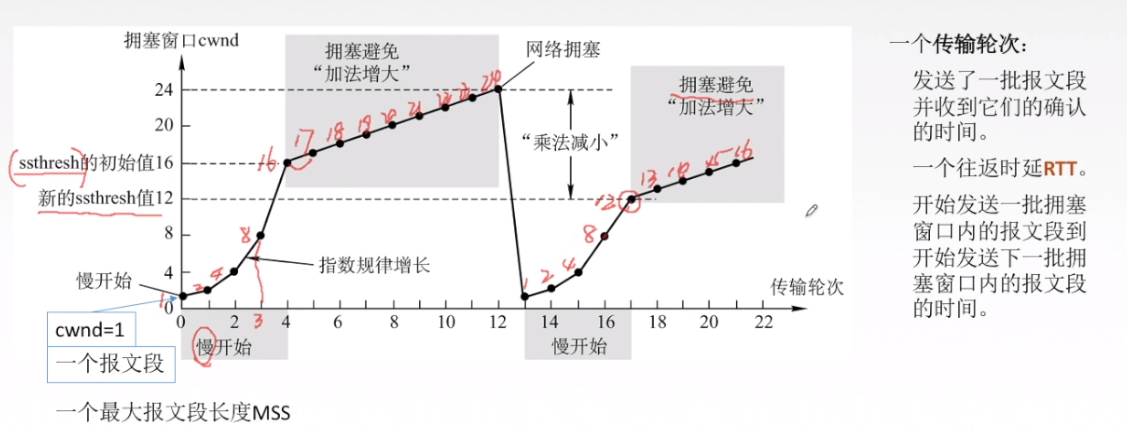 拥塞窗口cwnd
拥塞避免
“加法增大”
网络拥塞
拥塞避免
“加法增大”
“乘法减小”
24
20
ssthresh的初始值16
新的ssthresh值12
8
4
0
慢开始
指数规律增长
传输轮次
0 2 4 6 8 10 12 14 16 18 20 22
慢开始
慢开始
cwnd=1
一个报文段
一个最大报文段长度MSS
1 2 4 8 16 17 18 19 20 21 22 23 24
3
1 2 4 8 12 13 14 15 16
一个传输轮次：
发送了一批报文段
并收到它们的确认
的时间。
一个往返时延RTT。
开始发送一批拥塞
窗口内的报文段到
开始发送下一批拥
塞窗口内的报文段
的时间。